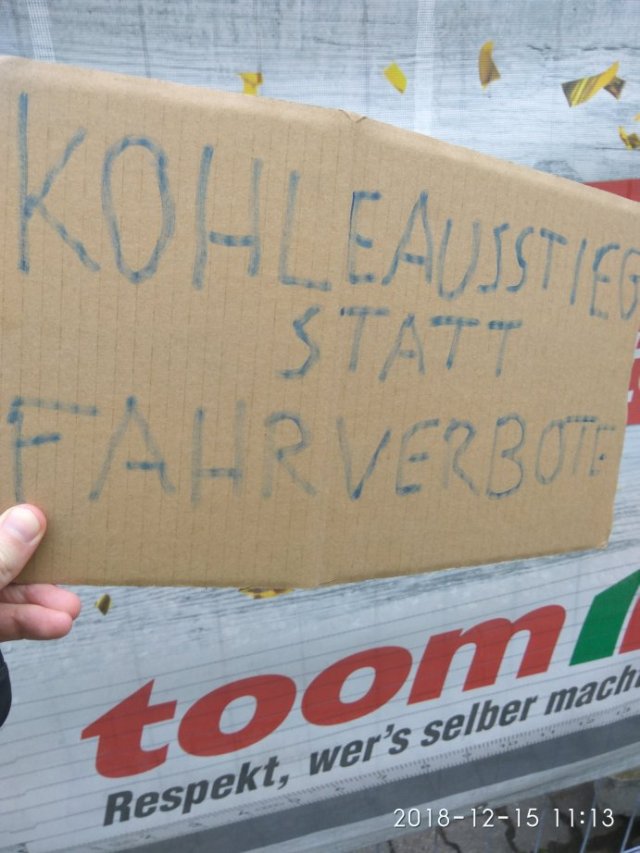 KOHLEAUSSTIEG
STATT
FAHRVERBOTE
toom
Respekt, wer's selber mach
2018-12-15 11:13